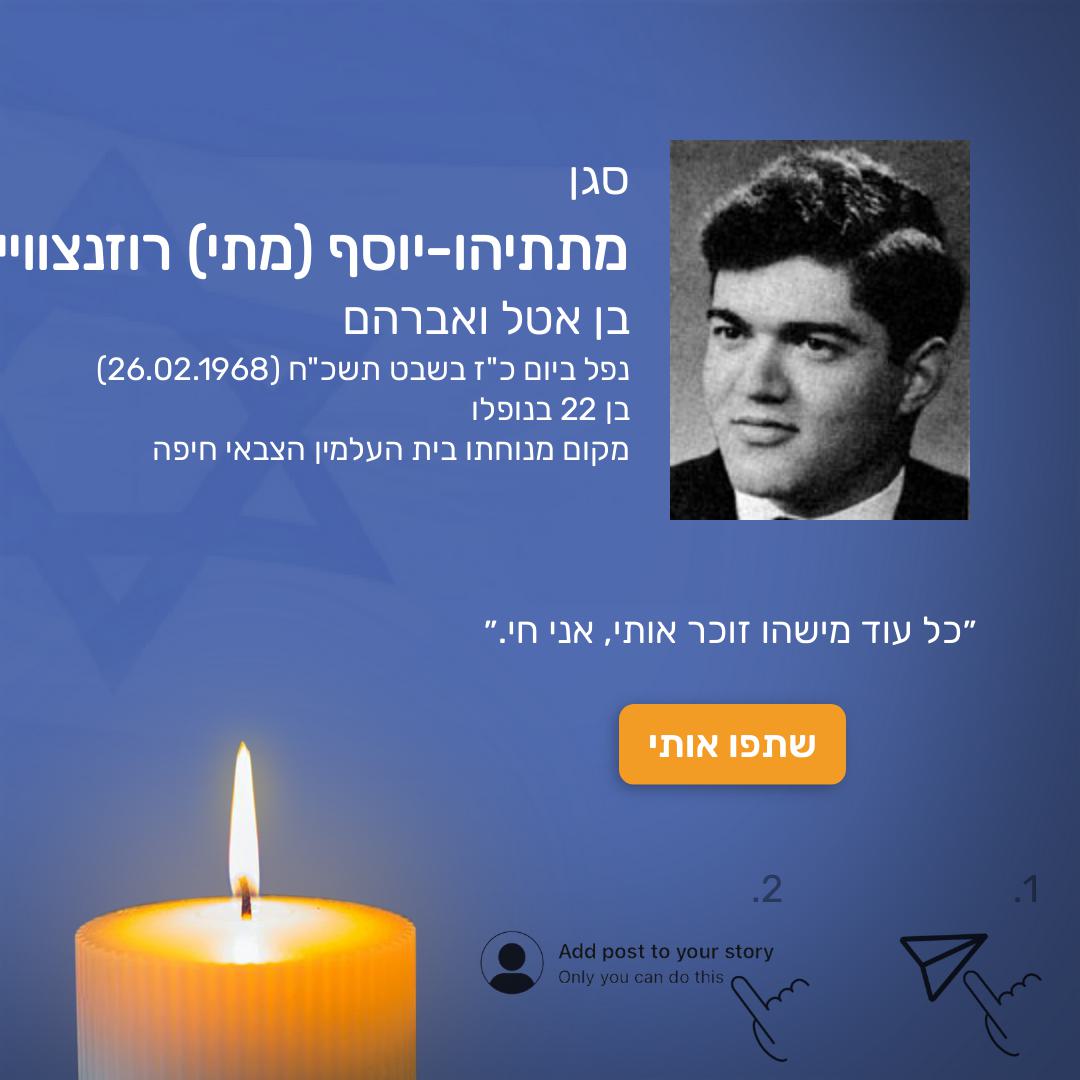 סגן
מתתיהו-יוסף (מתי) רוזנצוויי
בן אטל ואברהם
נפל ביום כ"ז בשבט תשכ"ח (26.02.1968)
בן 22 בנופלו
מקום מנוחתו בית העלמין הצבאי חיפה
״כל עוד מישהו זוכר אותי, אני חי.״
שתפו אותי
.1
.2
Add post to your story
Only you can do this